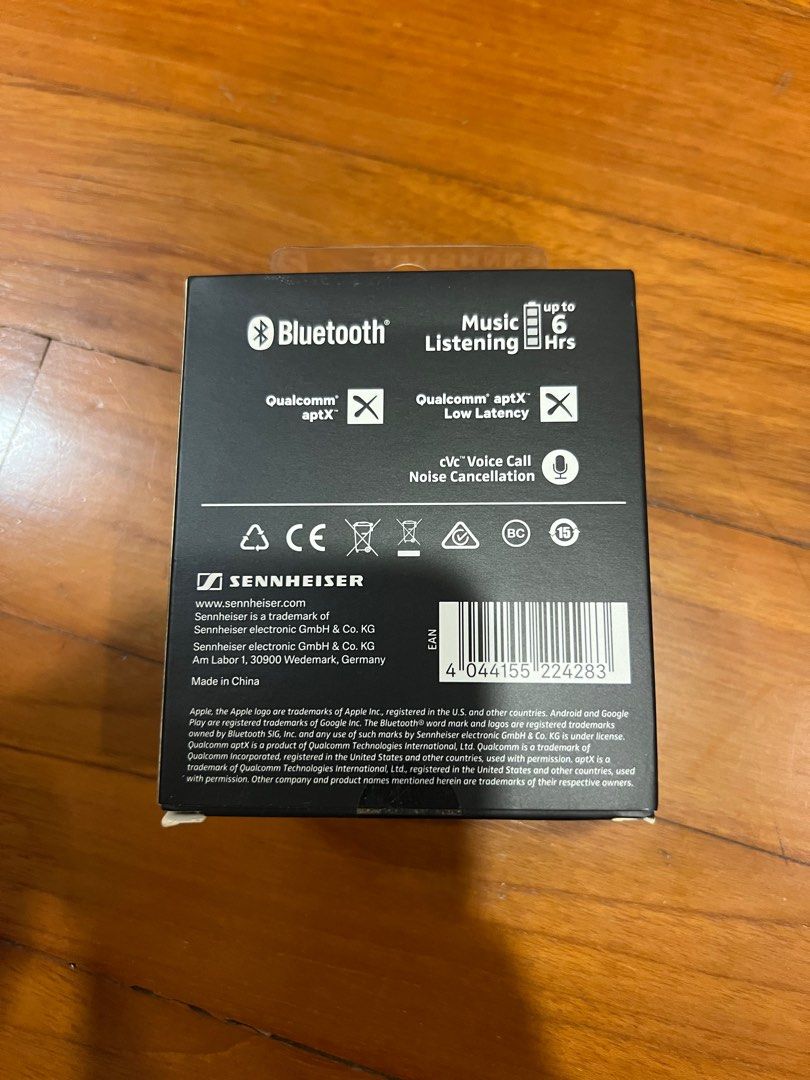 Bluetooth®
Music Listening up to 6 Hrs
Qualcomm® aptX™
Qualcomm® aptX™ Low Latency
cVc™ Voice Call
Noise Cancellation
BC
15
SENNHEISER
www.sennheiser.com
Sennheiser is a trademark of
Sennheiser electronic GmbH & Co. KG
Sennheiser electronic GmbH & Co. KG
Am Labor 1, 30900 Wedemark, Germany
Made in China
EAN
4 044155 224283
Apple, the Apple logo are trademarks of Apple Inc., registered in the U.S. and other countries. Android and Google
Play are registered trademarks of Google Inc. The Bluetooth® word mark and logos are registered trademarks
owned by Bluetooth SIG, Inc. and any use of such marks by Sennheiser electronic GmbH & Co. KG is under license.
Qualcomm aptX is a product of Qualcomm Technologies International, Ltd. Qualcomm is a trademark of
Qualcomm Incorporated, registered in the United States and other countries, used with permission. aptX is a
trademark of Qualcomm Technologies International, Ltd., registered in the United States and other countries, used
with permission. Other company and product names mentioned herein are trademarks of their respective owners.